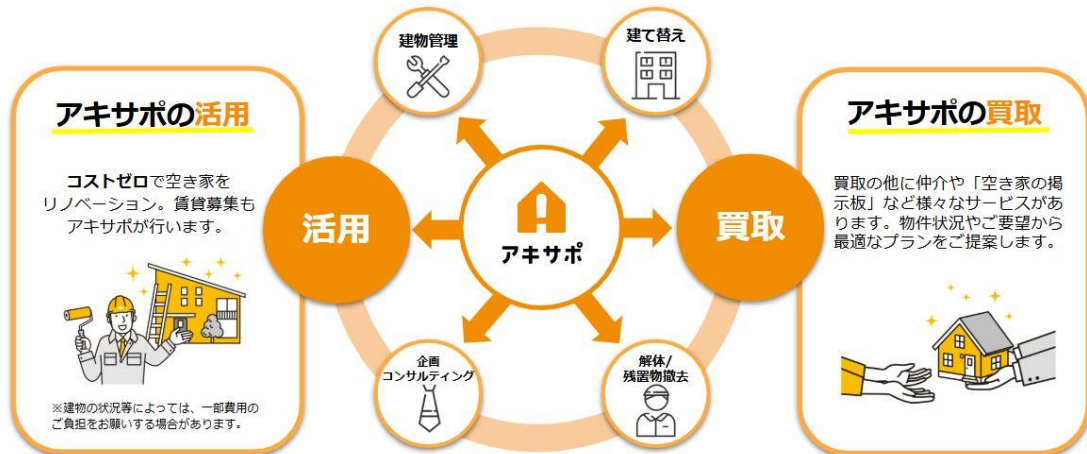 アキサポの活用
コストゼロで空き家を
リノベーション。賃貸募集も
アキサポが行います。
※建物の状況等によっては、一部費用の
ご負担をお願いする場合があります。
建物管理
建て替え
活用
アキサポ
買取
企画
コンサルティング
解体/
残置物撤去
アキサポの買取
買取の他に仲介や「空き家の掲
示板」など様々なサービスがあ
ります。物件状況やご要望から
最適なプランをご提案します。